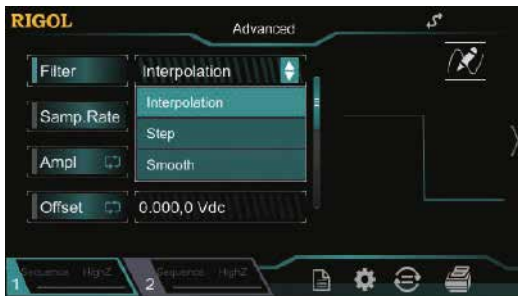 RIGOL
Advanced
Filter
Interpolation
Interpolation
Step
Smooth
Samp.Rate
Ampl
Offset
0.000,0 Vdc
Sequence HighZ
1
Sequence HighZ
2